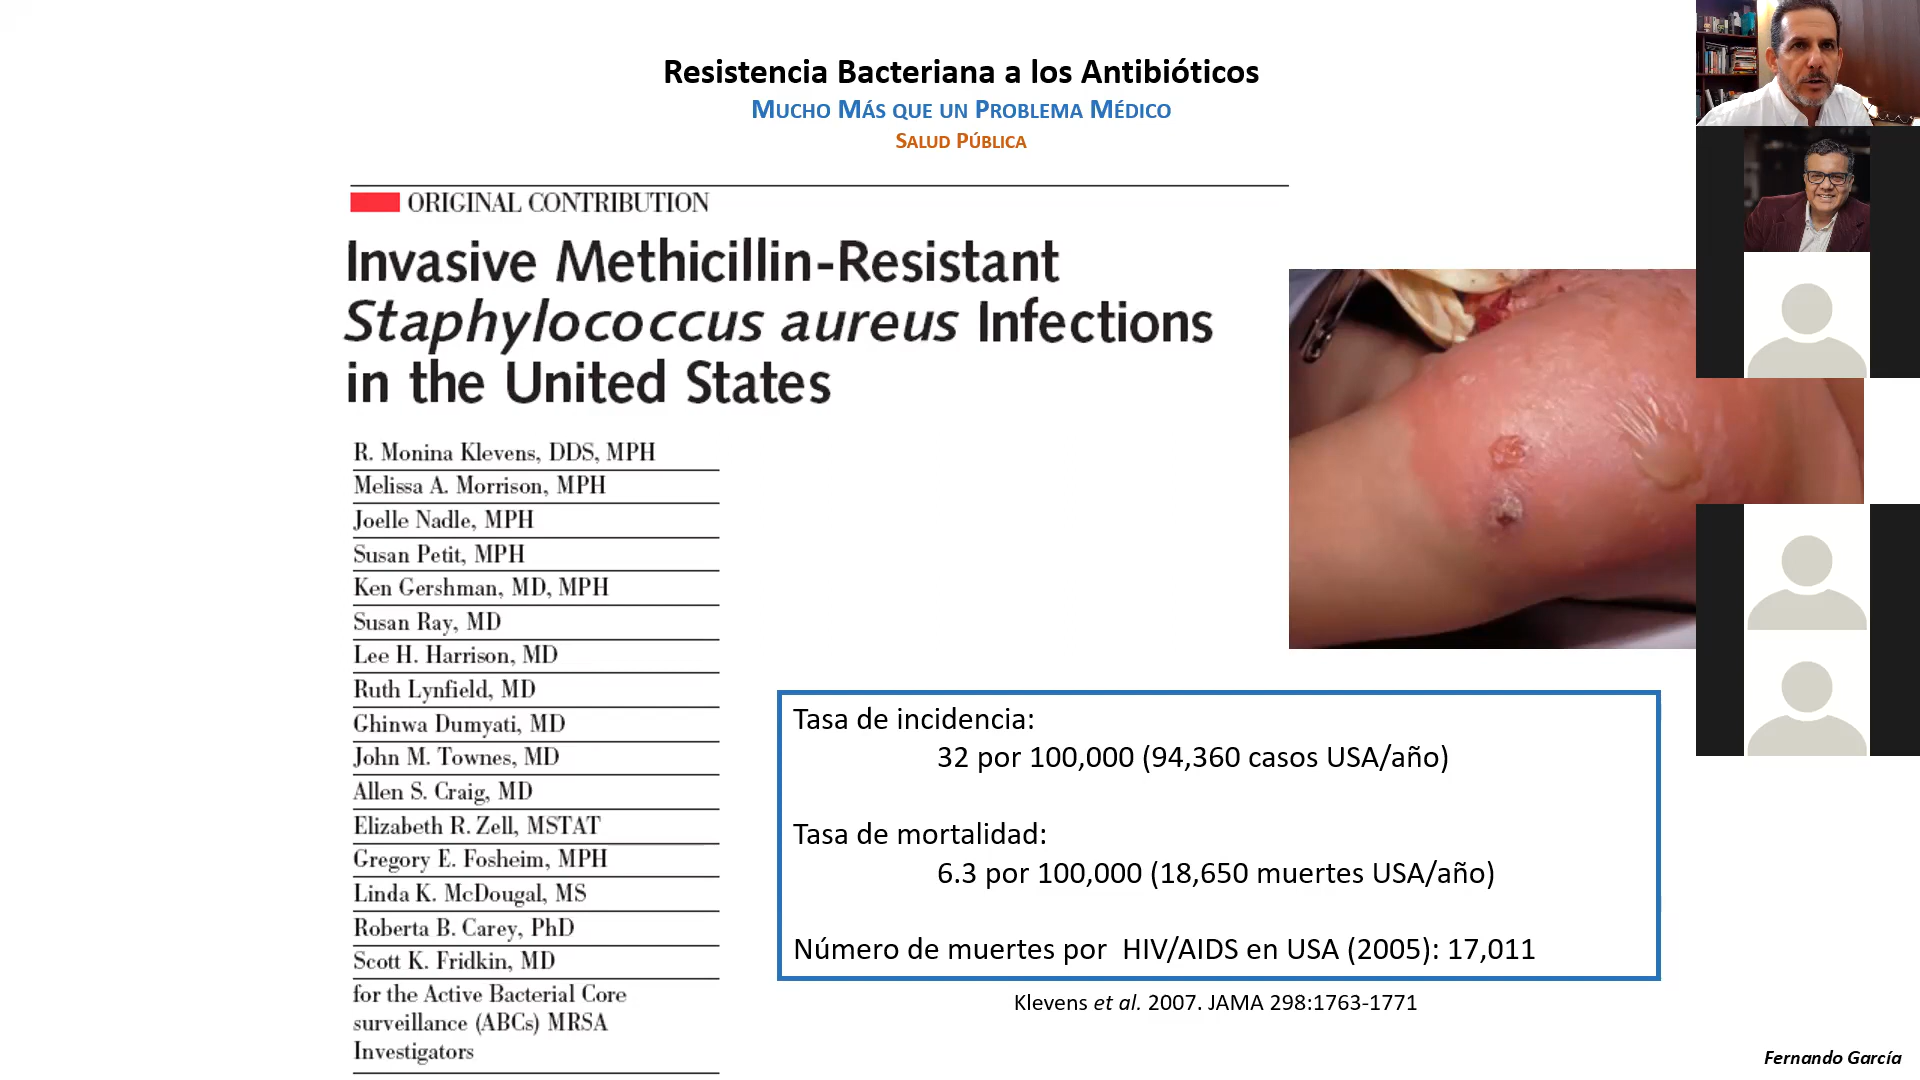 Resistencia Bacteriana a los Antibióticos
Mucho Más que un Problema Médico
Salud Pública
ORIGINAL CONTRIBUTION
Invasive Methicillin-Resistant
Staphylococcus aureus Infections
in the United States
R. Monina Klevens, DDS, MPH
Melissa A. Morrison, MPH
Joelle Nadle, MPH
Susan Petit, MPH
Ken Gershman, MD, MPH
Susan Ray, MD
Lee H. Harrison, MD
Ruth Lynfield, MD
Ghinwa Dumyati, MD
John M. Townes, MD
Allen S. Craig, MD
Elizabeth R. Zell, MSTAT
Gregory E. Fosheim, MPH
Linda K. McDougal, MS
Roberta B. Carey, PhD
Scott K. Fridkin, MD
for the Active Bacterial Core
surveillance (ABCs) MRSA
Investigators
Tasa de incidencia:
32 por 100,000 (94,360 casos USA/año)
Tasa de mortalidad:
6.3 por 100,000 (18,650 muertes USA/año)
Número de muertes por HIV/AIDS en USA (2005): 17,011
Klevens et al. 2007. JAMA 298:1763-1771
Fernando García